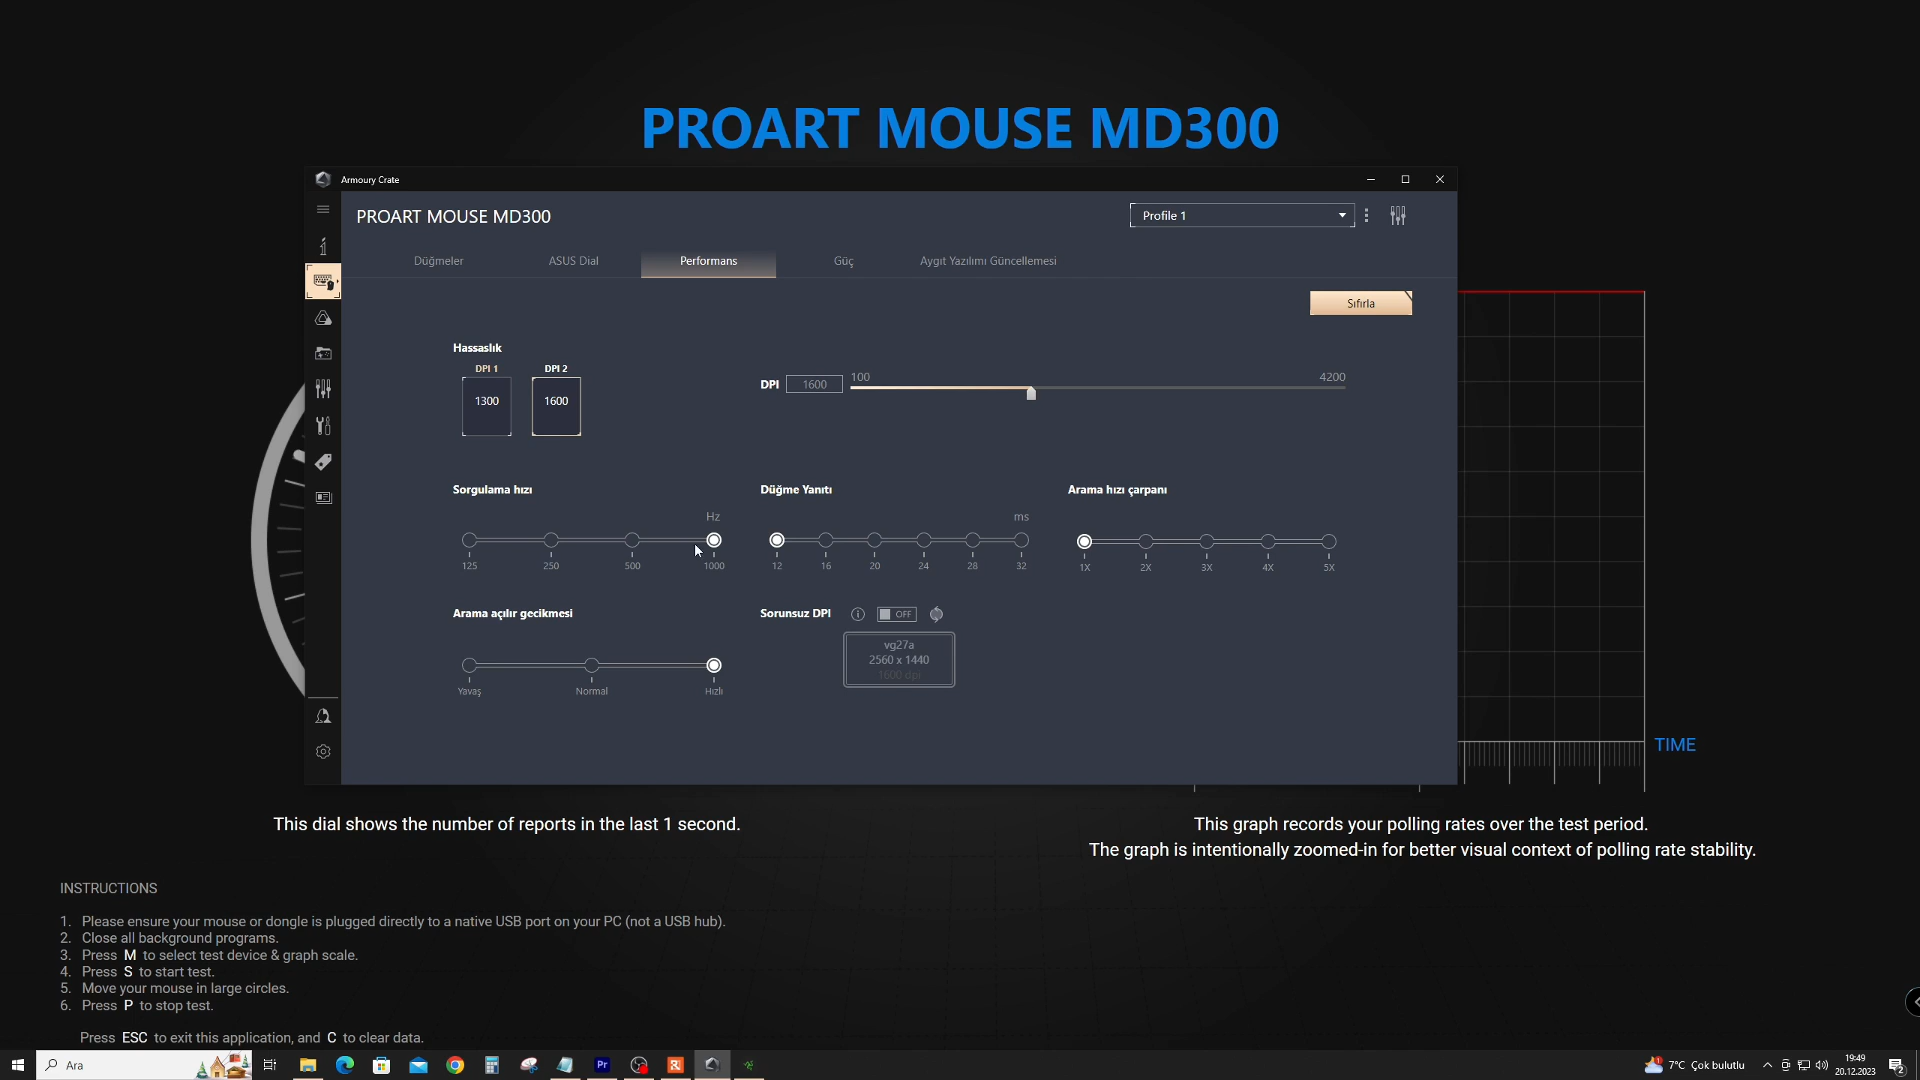 PROART MOUSE MD300
Armoury Crate
PROART MOUSE MD300
Profile 1
Düğmeler
ASUS Dial
Performans
Güç
Aygıt Yazılımı Güncellemesi
Sıfırla
Hassaslık
DPI 1
DPI 2
1300
1600
DPI
1600
100
4200
Sorgulama hızı
Hz
125
250
500
1000
Düğme Yanıtı
ms
12
16
20
24
28
32
Arama hızı çarpanı
1X
2X
3X
4X
5X
Arama açılır gecikmesi
Yavaş
Normal
Hızlı
Sorunsuz DPI
OFF
vg27a
2560 x 1440
1600 dpi
TIME
This dial shows the number of reports in the last 1 second.
This graph records your polling rates over the test period.
The graph is intentionally zoomed-in for better visual context of polling rate stability.
INSTRUCTIONS
1. Please ensure your mouse or dongle is plugged directly to a native USB port on your PC (not a USB hub).
2. Close all background programs.
3. Press M to select test device & graph scale.
4. Press S to start test.
5. Move your mouse in large circles.
6. Press P to stop test.
Press ESC to exit this application, and C to clear data.
Ara
Pr
1
7°C Çok bulutlu
19:49
20.12.2023
2